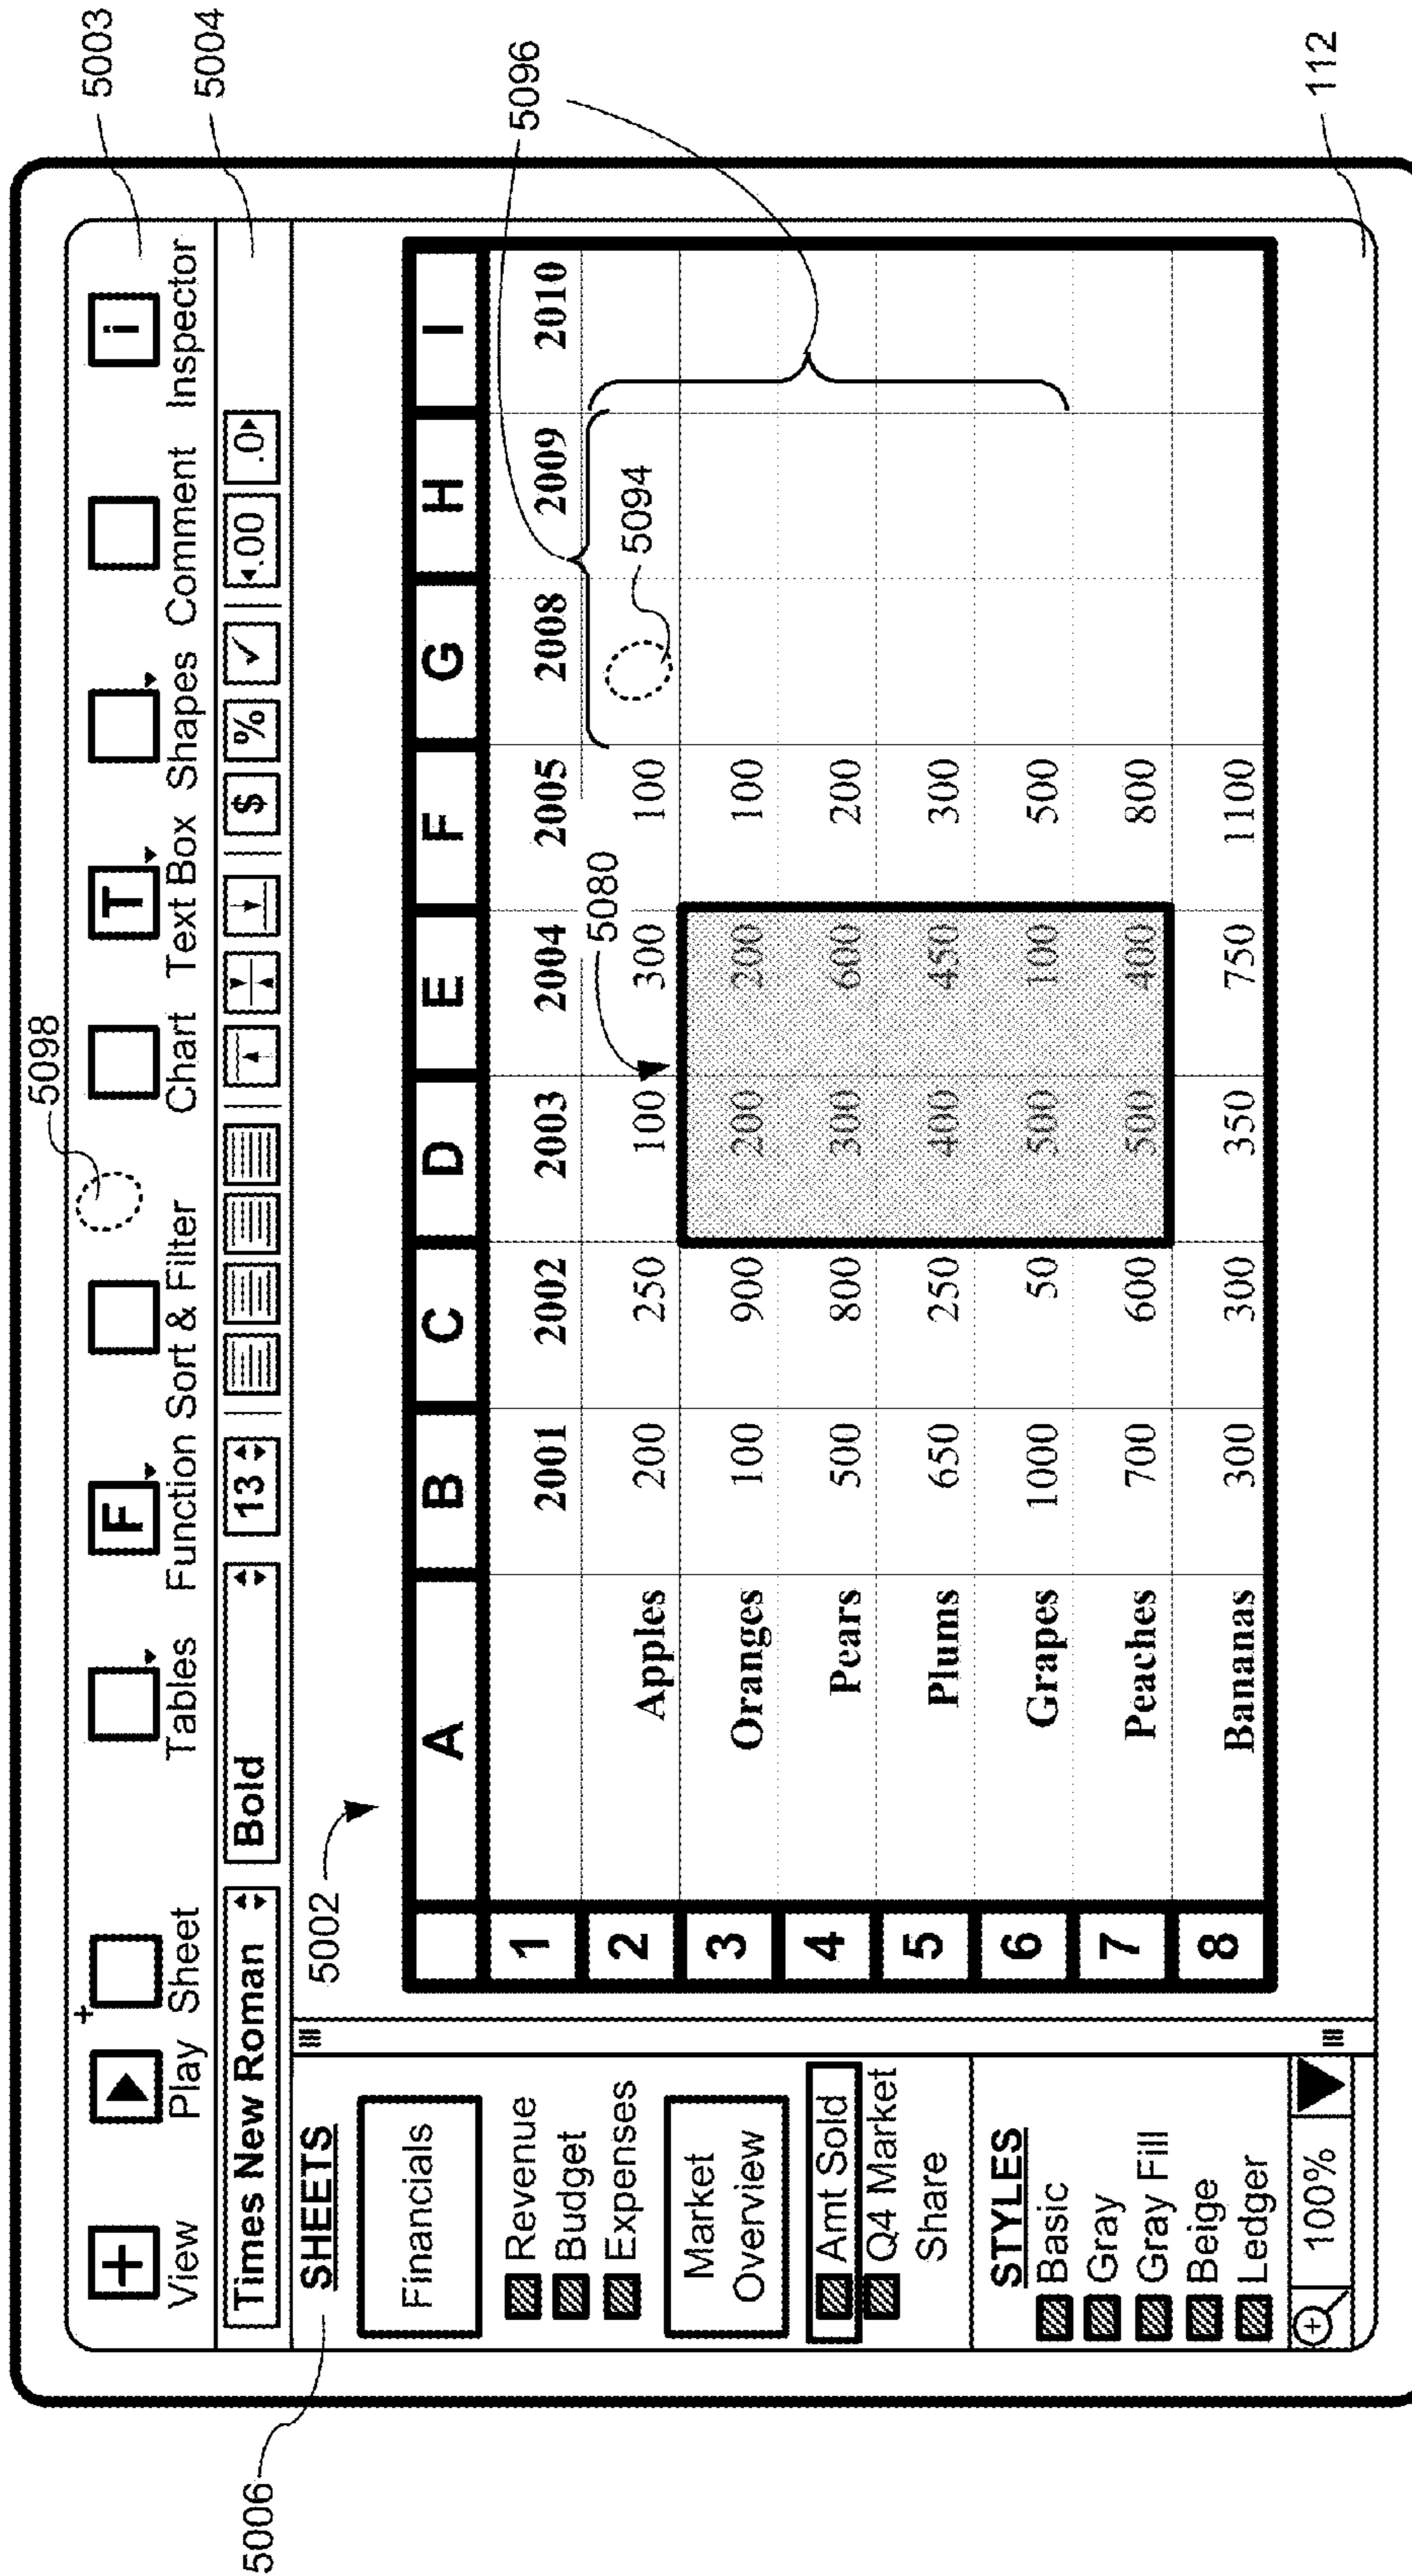 5098
5003
View Play Sheet Tables Function Sort & Filter Chart Text Box Shapes Comment Inspector
F T i
5004
Times New Roman Bold 13 $ % ✓ .00 .0
5006
SHEETS
Financials
Revenue
Budget
Expenses
Market
Overview
Amt Sold
Q4 Market
Share
STYLES
Basic
Gray
Gray Fill
Beige
Ledger
100%
5002
5096
A B C D E F G H I
1 2001 2002 2003 2004 2005 2008 2009 2010
5080
5094
2 Apples 200 250 100 300 100
3 Oranges 100 900 200 200 100
4 Pears 500 800 300 600 200
5 Plums 650 250 400 450 300
6 Grapes 1000 50 500 100 500
7 Peaches 700 600 500 400 800
8 Bananas 300 300 350 750 1100
112